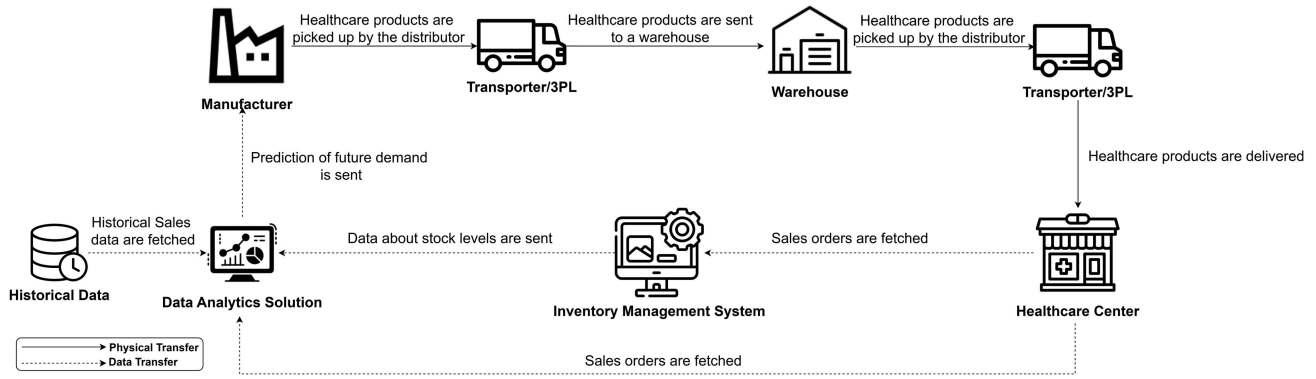 Healthcare products are
picked up by the distributor
Healthcare products are sent
to a warehouse
Healthcare products are
picked up by the distributor
Manufacturer
Transporter/3PL
Warehouse
Transporter/3PL
Prediction of future demand
is sent
Healthcare products are delivered
Historical Sales
data are fetched
Data about stock levels are sent
Sales orders are fetched
Historical Data
Data Analytics Solution
Inventory Management System
Healthcare Center
Physical Transfer
Data Transfer
Sales orders are fetched